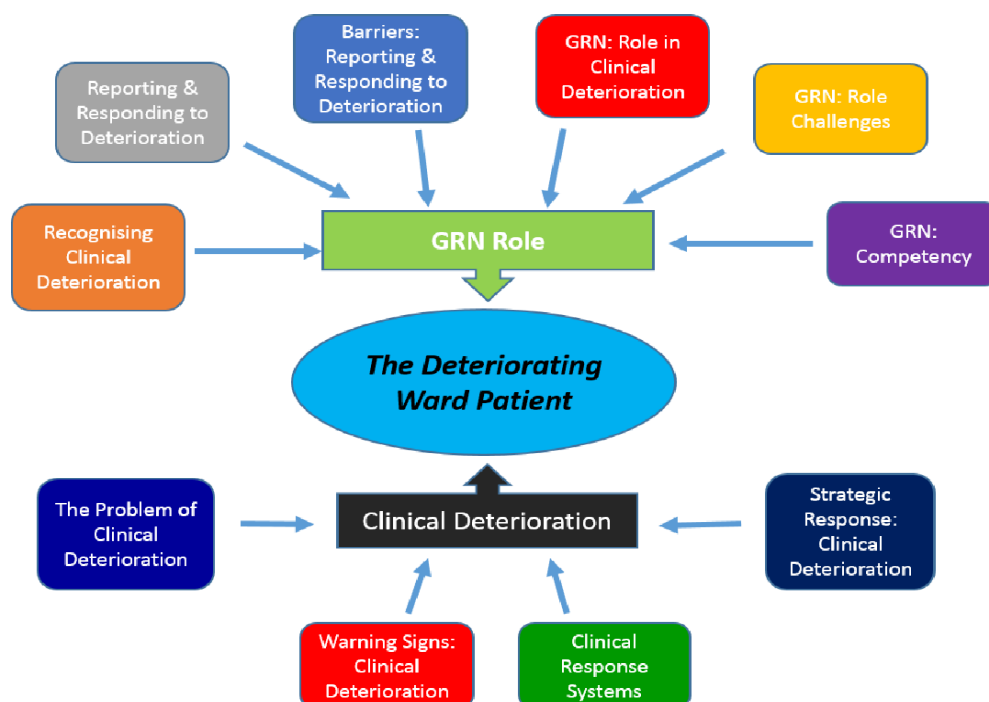 Barriers:
Reporting &
Responding to
Deterioration
GRN: Role in
Clinical
Deterioration
Reporting &
Responding to
Deterioration
GRN: Role
Challenges
Recognising
Clinical
Deterioration
GRN Role
GRN:
Competency
The Deteriorating
Ward Patient
The Problem of
Clinical
Deterioration
Clinical Deterioration
Strategic
Response:
Clinical
Deterioration
Warning Signs:
Clinical
Deterioration
Clinical
Response
Systems